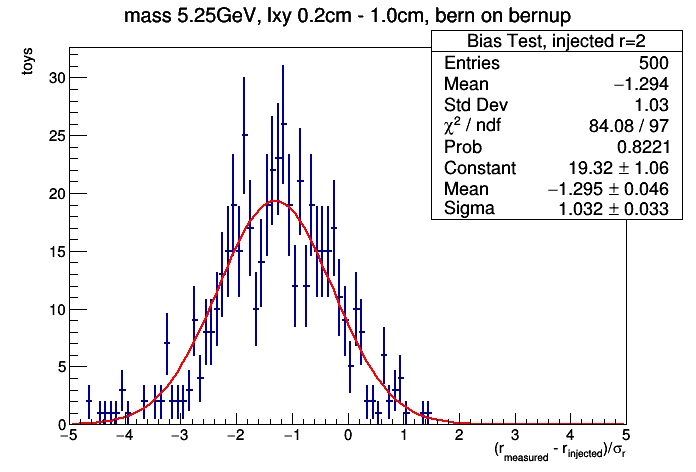 mass 5.25GeV, lxy 0.2cm - 1.0cm, bern on bernup
Bias Test, injected r=2
Entries 500
Mean −1.294
Std Dev 1.03
χ² / ndf 84.08 / 97
Prob 0.8221
Constant 19.32 ± 1.06
Mean −1.295 ± 0.046
Sigma 1.032 ± 0.033
toys
30
25
20
15
10
5
0
−5 −4 −3 −2 −1 0 1 2 3 4 5
(r_measured - r_injected)/σ_r